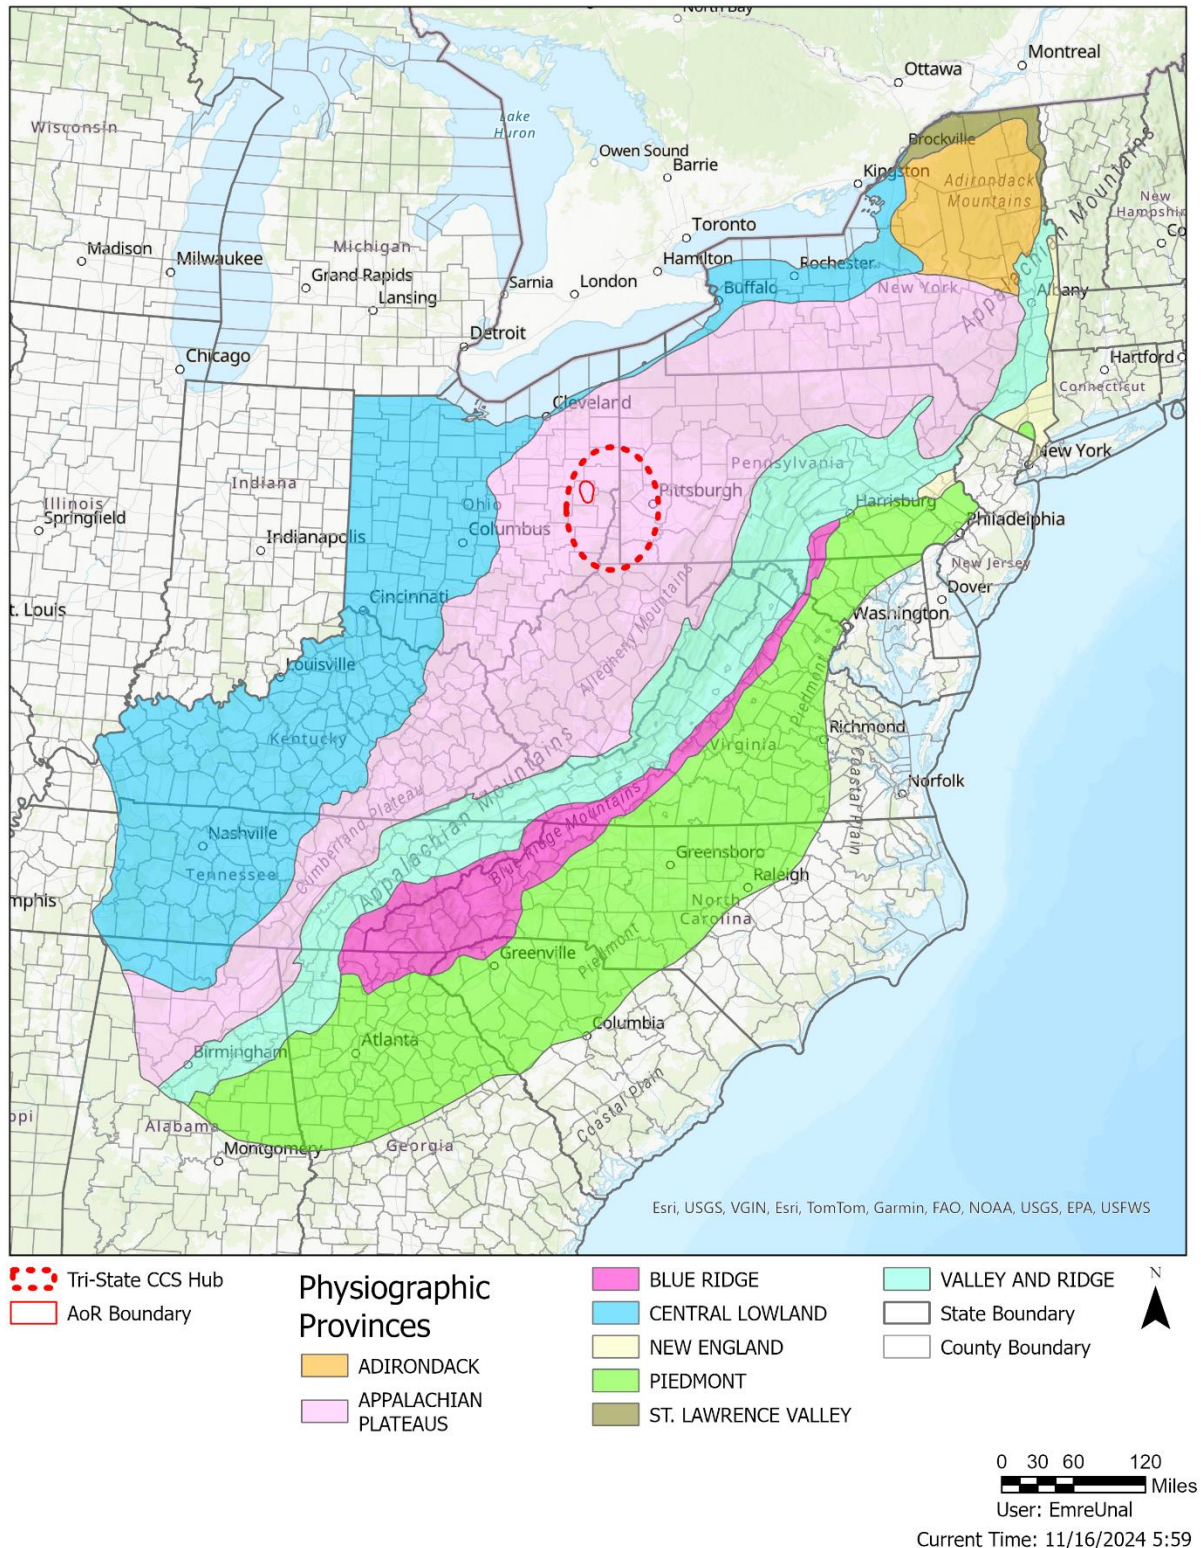 North Bay
Montreal
Ottawa
Lake
Huron
Wisconsin
Brockville
Owen Sound
Barrie
Kingston
Adirondack
Mountains
Appalachian Mountains
New
Hampshir
Co
Toronto
Madison
Milwaukee
Michigan
Hamilton
Rochester
Grand Rapids
Lansing
Sarnia
London
Buffalo
New York
Albany
Detroit
Chicago
Hartford
Connecticut
Cleveland
New York
Pennsylvania
Indiana
Illinois
Springfield
Ohio
Pittsburgh
Harrisburg
Indianapolis
Columbus
Philadelphia
New Jersey
Dover
t. Louis
Cincinnati
Washington
Allegheny Mountains
Louisville
Piedmont
Richmond
Kentucky
Virginia
Coastal Plain
Norfolk
Appalachian Mountains
Cumberland Plateau
Blue Ridge Mountains
Nashville
Tennessee
Greensboro
Raleigh
mphis
North
Carolina
Piedmont
Greenville
Columbia
Atlanta
Birmingham
Coastal Plain
ppi
Alabama
Montgomery
Georgia
Esri, USGS, VGIN, Esri, TomTom, Garmin, FAO, NOAA, USGS, EPA, USFWS
Tri-State CCS Hub
AoR Boundary
Physiographic
Provinces
ADIRONDACK
APPALACHIAN
PLATEAUS
BLUE RIDGE
CENTRAL LOWLAND
NEW ENGLAND
PIEDMONT
ST. LAWRENCE VALLEY
VALLEY AND RIDGE
State Boundary
County Boundary
N
0 30 60 120
Miles
User: EmreUnal
Current Time: 11/16/2024 5:59